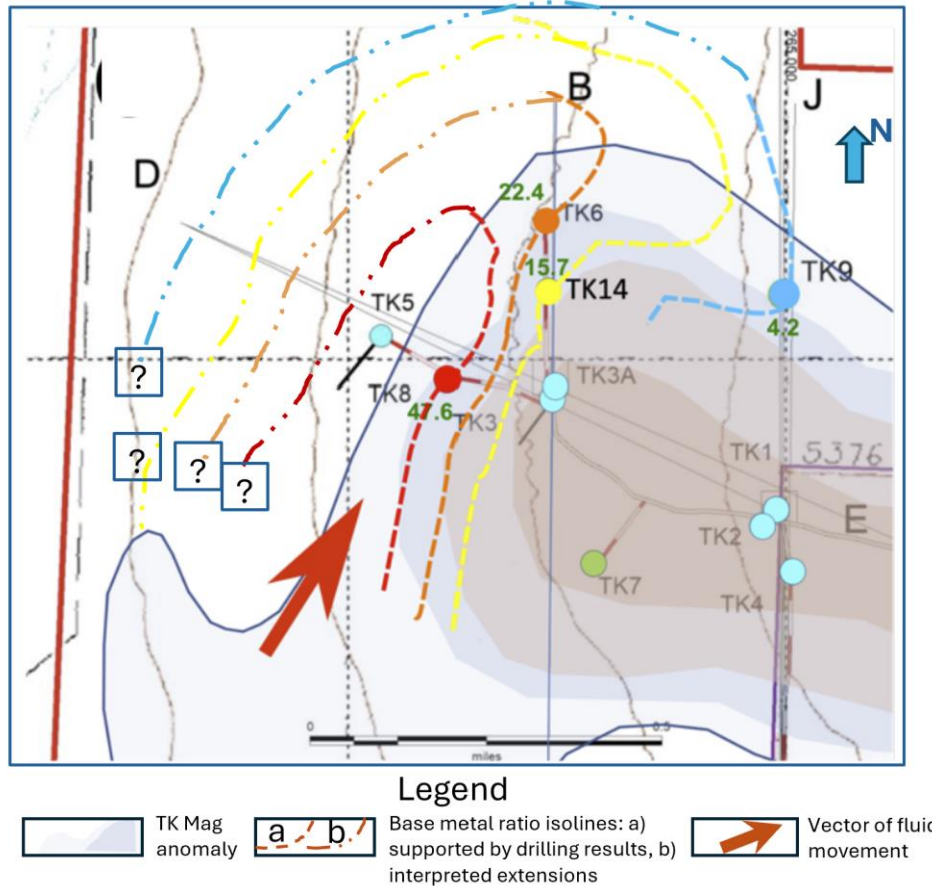 265,000
B
J
N
D
22.4
TK6
15.7
TK14
TK9
4.2
TK5
TK3A
TK8
47.6
TK3
?
?
?
?
TK1
5376
TK2
E
TK7
TK4
0
0.5
miles
Legend
TK Mag
anomaly
a
b
Base metal ratio isolines: a)
supported by drilling results, b)
interpreted extensions
Vector of fluid
movement